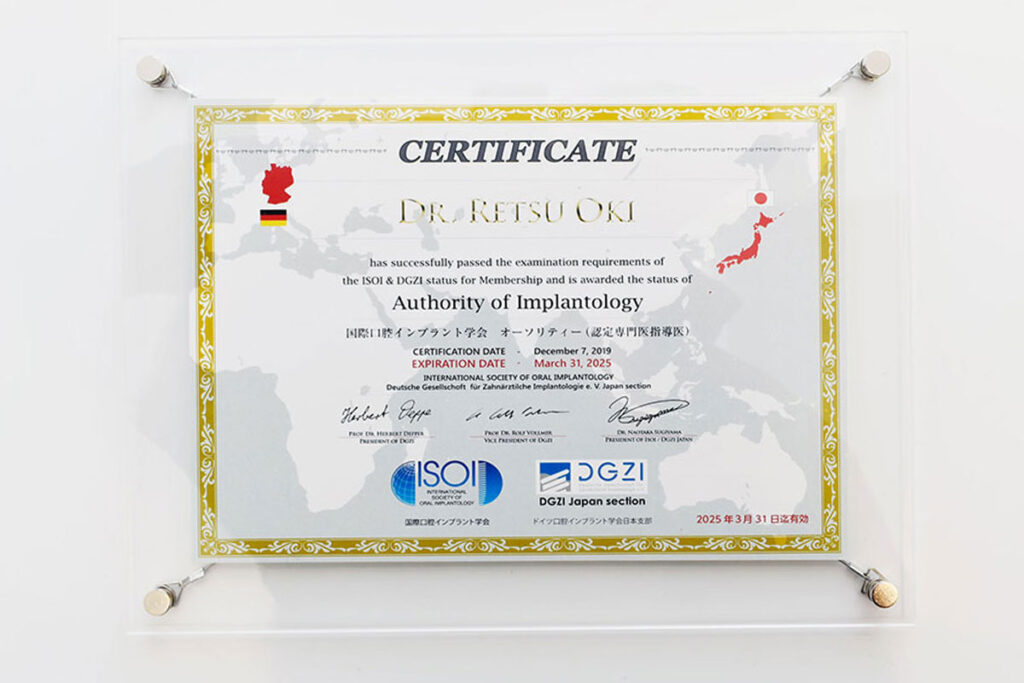 CERTIFICATE
DR. RETSU OKI
has successfully passed the examination requirements of
the ISOI & DGZI status for Membership and is awarded the status of
Authority of Implantology
国際口腔インプラント学会 オーソリティー(認定専門医指導医)
CERTIFICATION DATE - December 7, 2019
EXPIRATION DATE - March 31, 2025
INTERNATIONAL SOCIETY OF ORAL IMPLANTOLOGY
Deutsche Gesellschaft für Zahnärztilche Implantologie e. V. Japan section
Herbert Deppe
PROF DR. HERBERT DEPPER
PRESIDENT OF DGZI
PROF DR. ROLF VOLLMER
VICE PRESIDENT OF DGZI
DR. NAOTAKA SUGIYAMA
PRESIDENT OF ISOI / DGZI JAPAN
ISOI
INTERNATIONAL
SOCIETY OF
ORAL IMPLANTOLOGY
国際口腔インプラント学会
DGZI
DGZI Japan section
ドイツ口腔インプラント学会日本支部
2025年3月31日迄有効